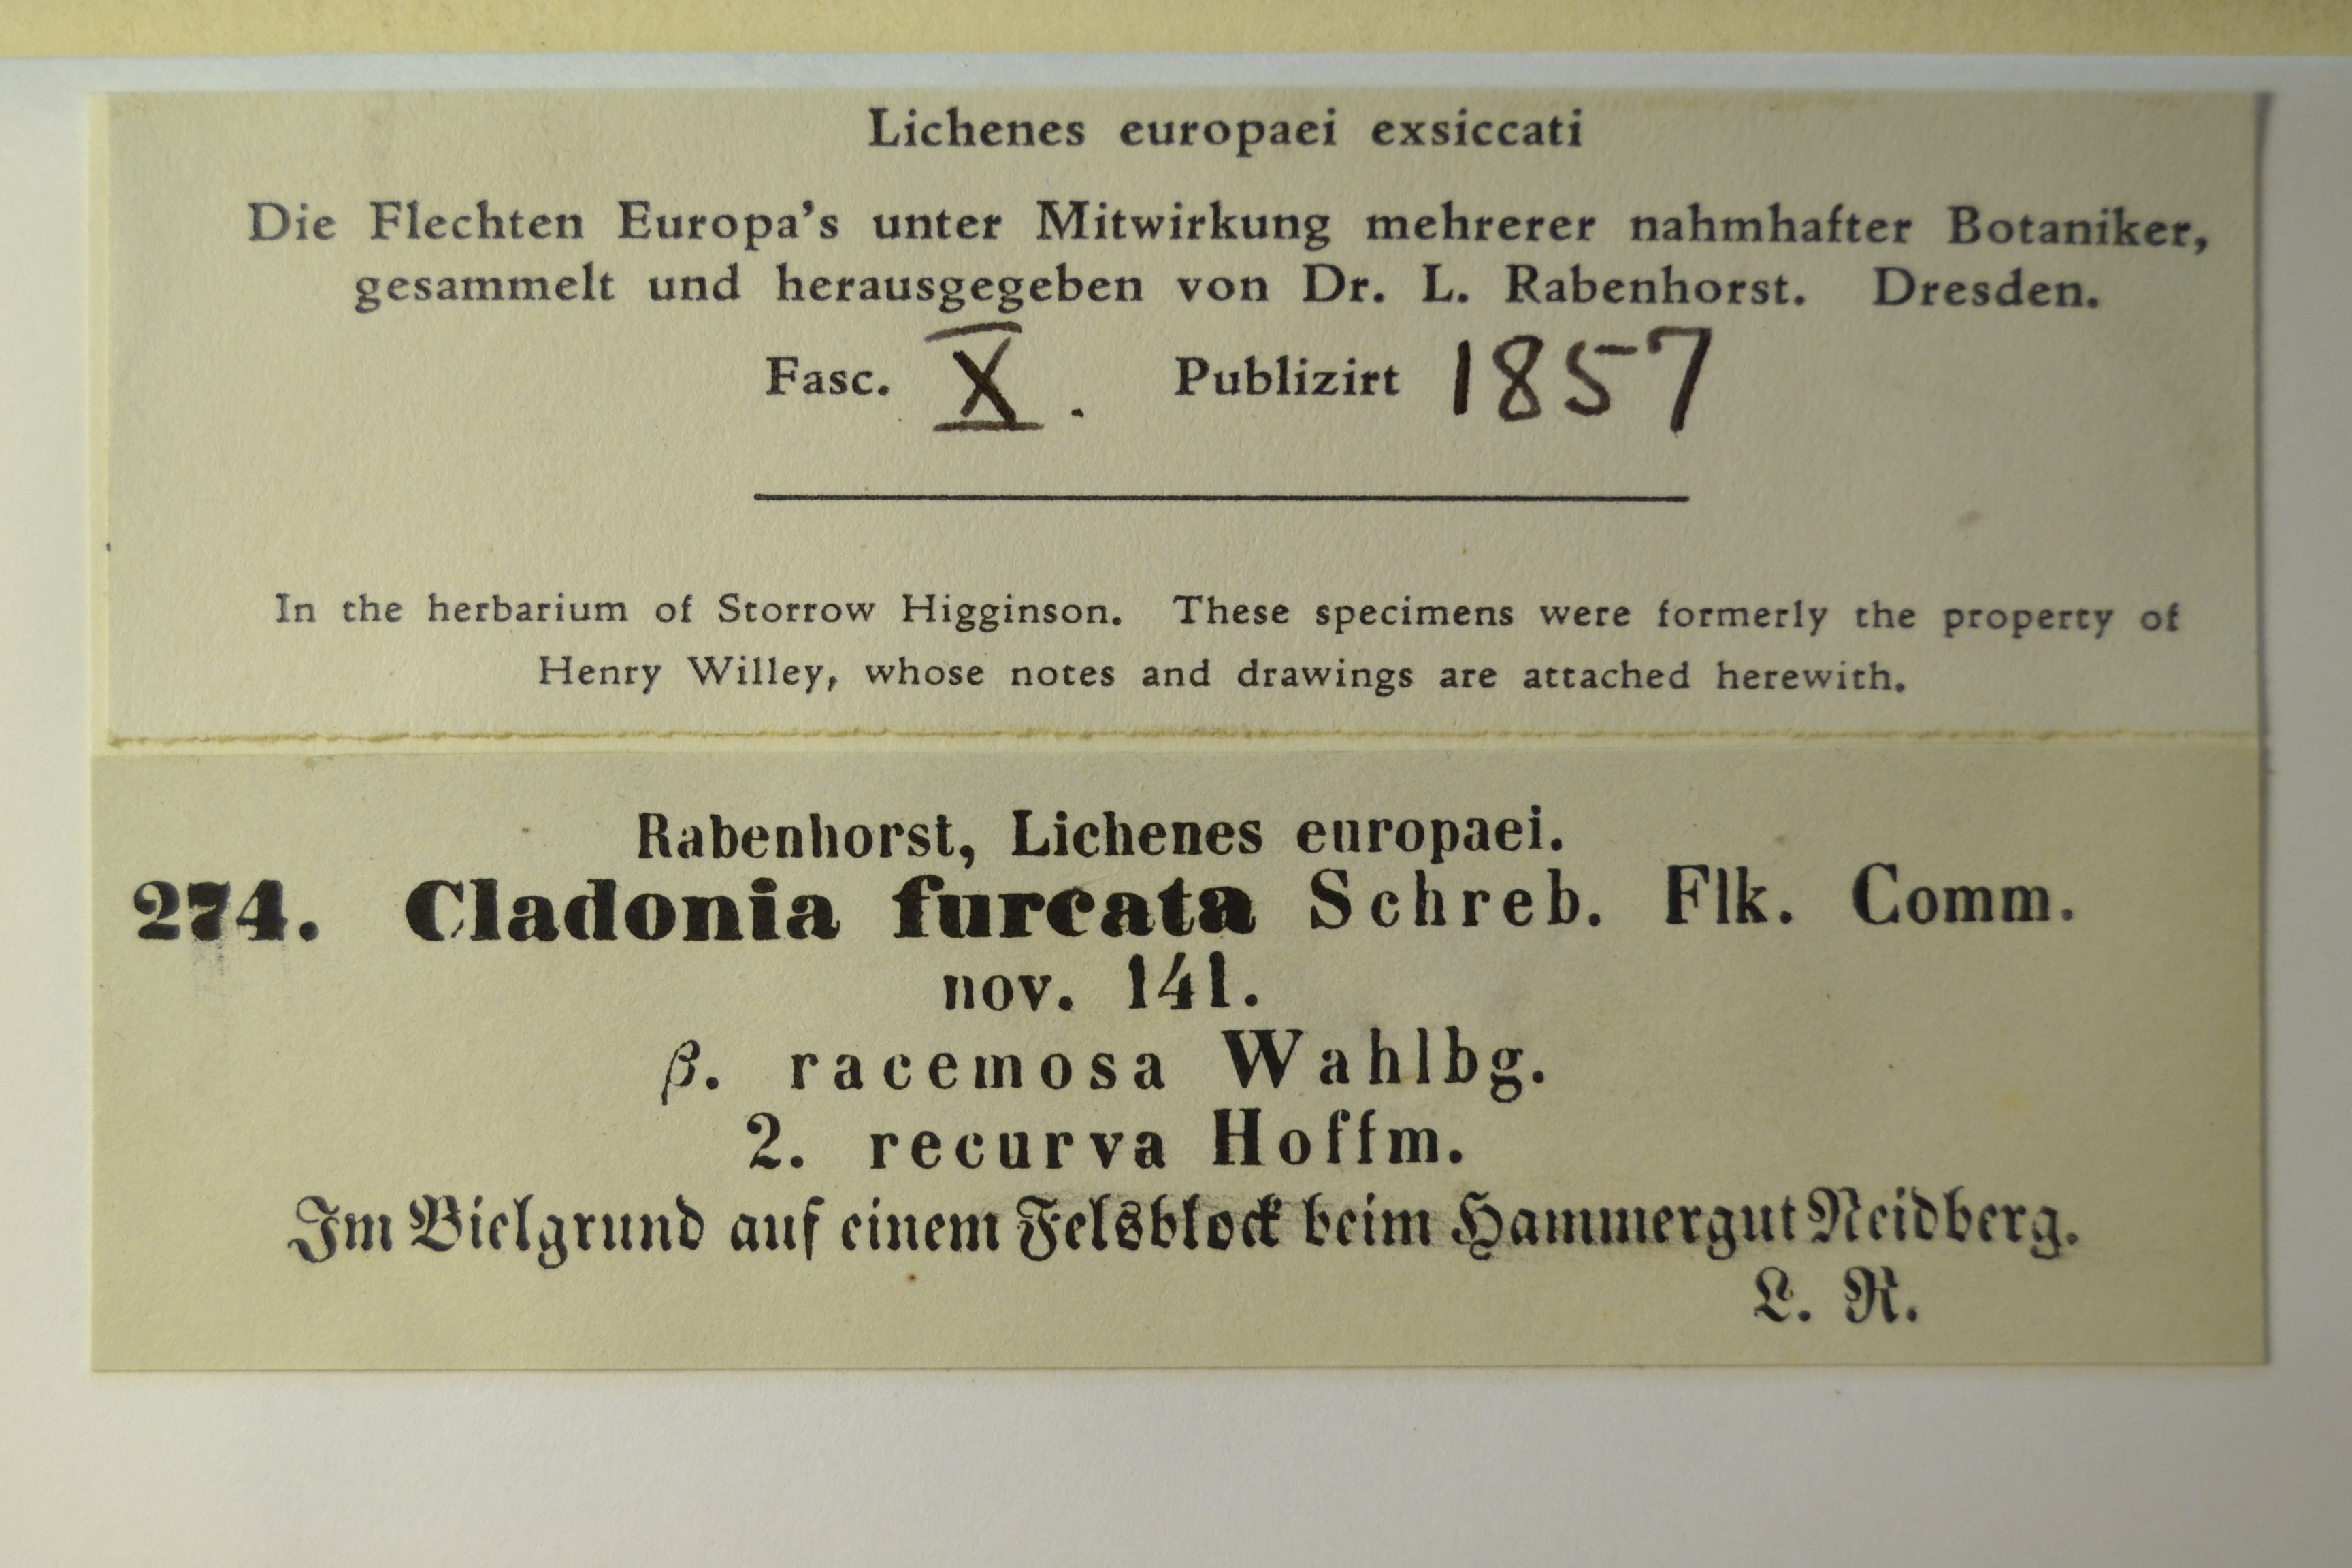 Lichenes europaei exsiccati
Die Flechten Europa's unter Mitwirkung mehrerer nahmhafter Botaniker,
gesammelt und herausgegeben von Dr. L. Rabenhorst. Dresden.
Fasc. X. Publizirt 1857
In the herbarium of Storrow Higginson. These specimens were formerly the property of
Henry Willey, whose notes and drawings are attached herewith.
Rabenhorst, Lichenes europaei.
274. Cladonia furcata Schreb. Flk. Comm.
nov. 141.
β. racemosa Wahlbg.
2. recurva Hoffm.
Im Bielgrund auf einem Felsblock beim Hammergut Neidberg.
L. R.